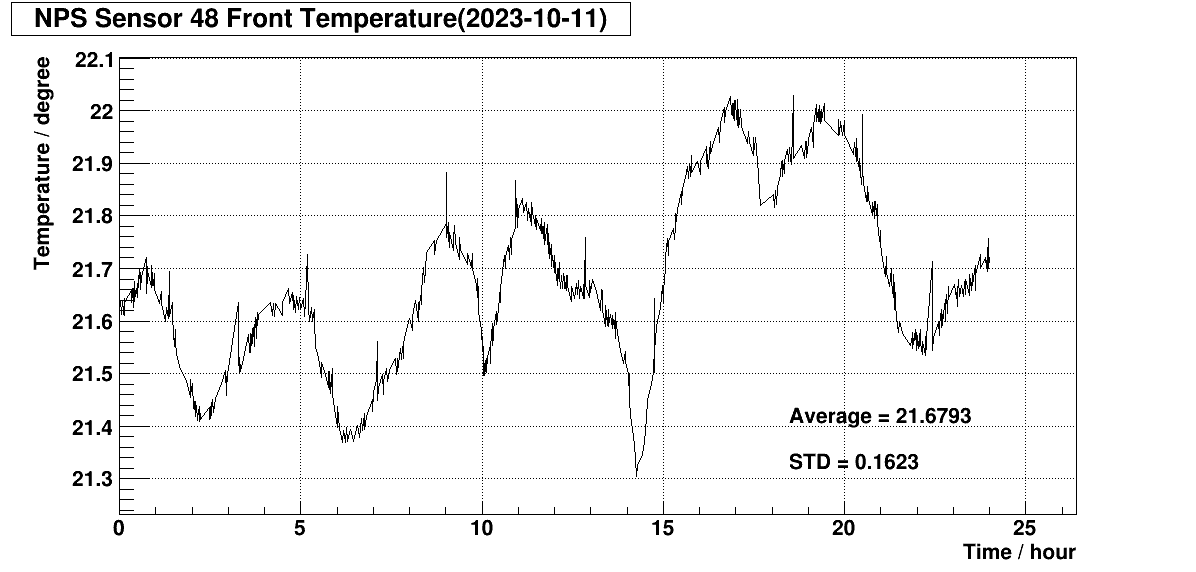 NPS Sensor 48 Front Temperature(2023-10-11)
Temperature / degree
22.1
22
21.9
21.8
21.7
21.6
21.5
21.4
21.3
Average = 21.6793
STD = 0.1623
0 5 10 15 20 25
Time / hour